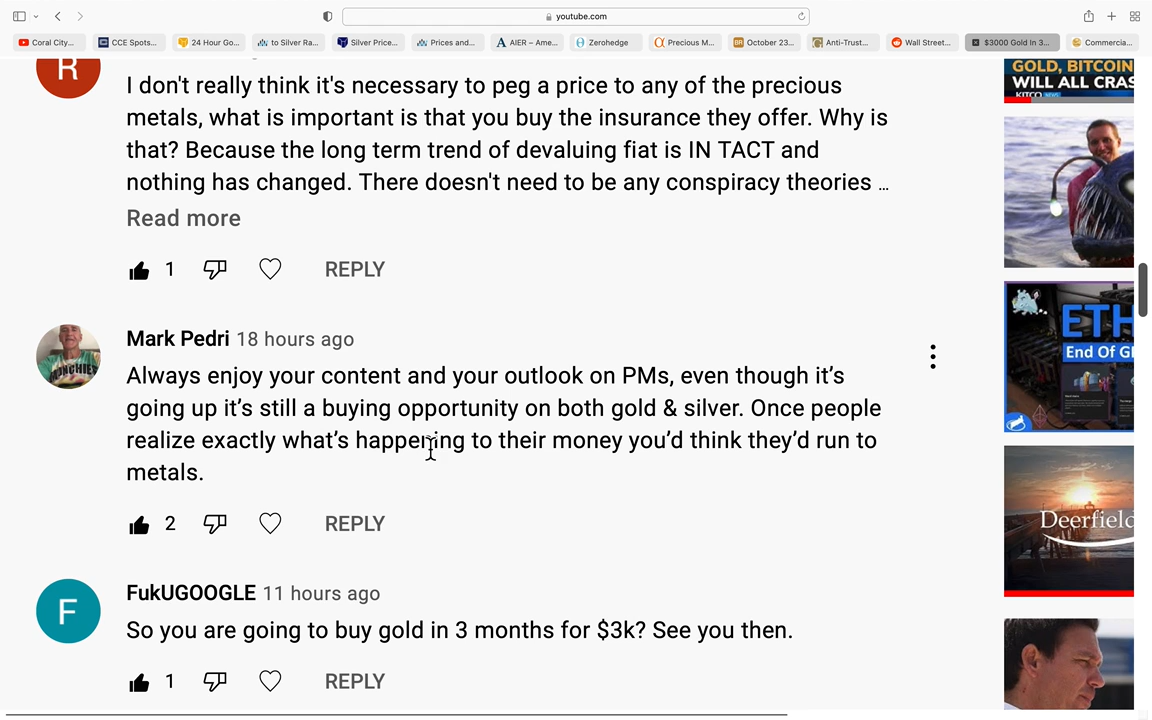 youtube.com
Coral City...
CCE Spots...
24 Hour Go...
to Silver Ra...
Silver Price...
Prices and...
AIER – Ame...
Zerohedge
Precious M...
October 23...
Anti-Trust...
Wall Street...
$3000 Gold In 3...
Commercia...
R
I don't really think it's necessary to peg a price to any of the precious
metals, what is important is that you buy the insurance they offer. Why is
that? Because the long term trend of devaluing fiat is IN TACT and
nothing has changed. There doesn't need to be any conspiracy theories ...
Read more
1
REPLY
Mark Pedri 18 hours ago
Always enjoy your content and your outlook on PMs, even though it’s
going up it’s still a buying opportunity on both gold & silver. Once people
realize exactly what’s happening to their money you’d think they’d run to
metals.
2
REPLY
F
FukUGOOGLE 11 hours ago
So you are going to buy gold in 3 months for $3k? See you then.
1
REPLY
GOLD, BITCOIN
WILL ALL CRAS
KITCO NEWS
ETH
End Of G
Deerfield